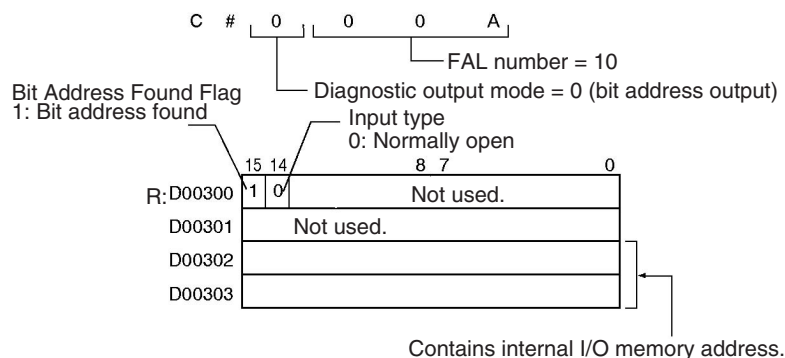 C # 0 0 0 A
FAL number = 10
Diagnostic output mode = 0 (bit address output)
Bit Address Found Flag
1: Bit address found
Input type
0: Normally open
15 14 8 7 0
R: D00300 1 0 Not used.
D00301 Not used.
D00302
D00303
Contains internal I/O memory address.